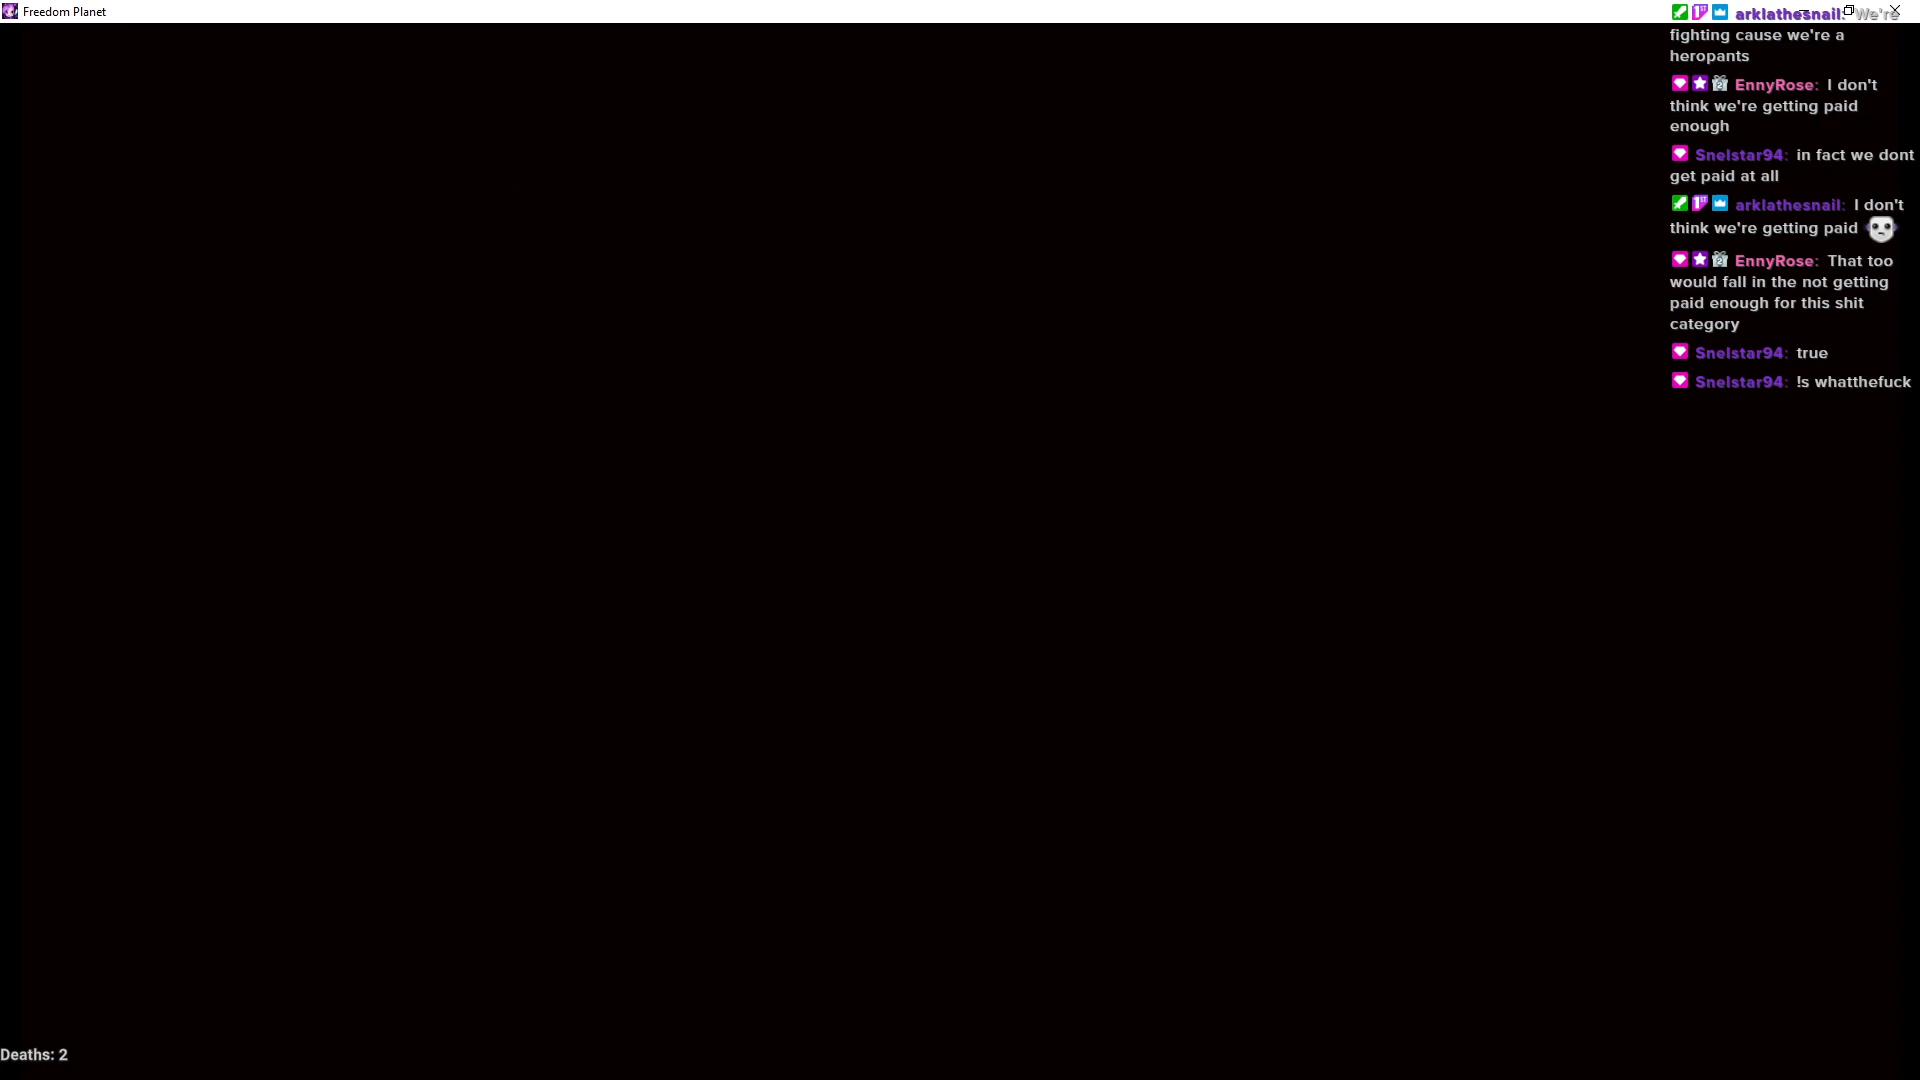 Freedom Planet
arklathesnail: We're
fighting cause we're a
heropants
EnnyRose: I don't
think we're getting paid
enough
Snelstar94: in fact we dont
get paid at all
arklathesnail: I don't
think we're getting paid
EnnyRose: That too
would fall in the not getting
paid enough for this shit
category
Snelstar94: true
Snelstar94: !s whatthefuck
Deaths: 2